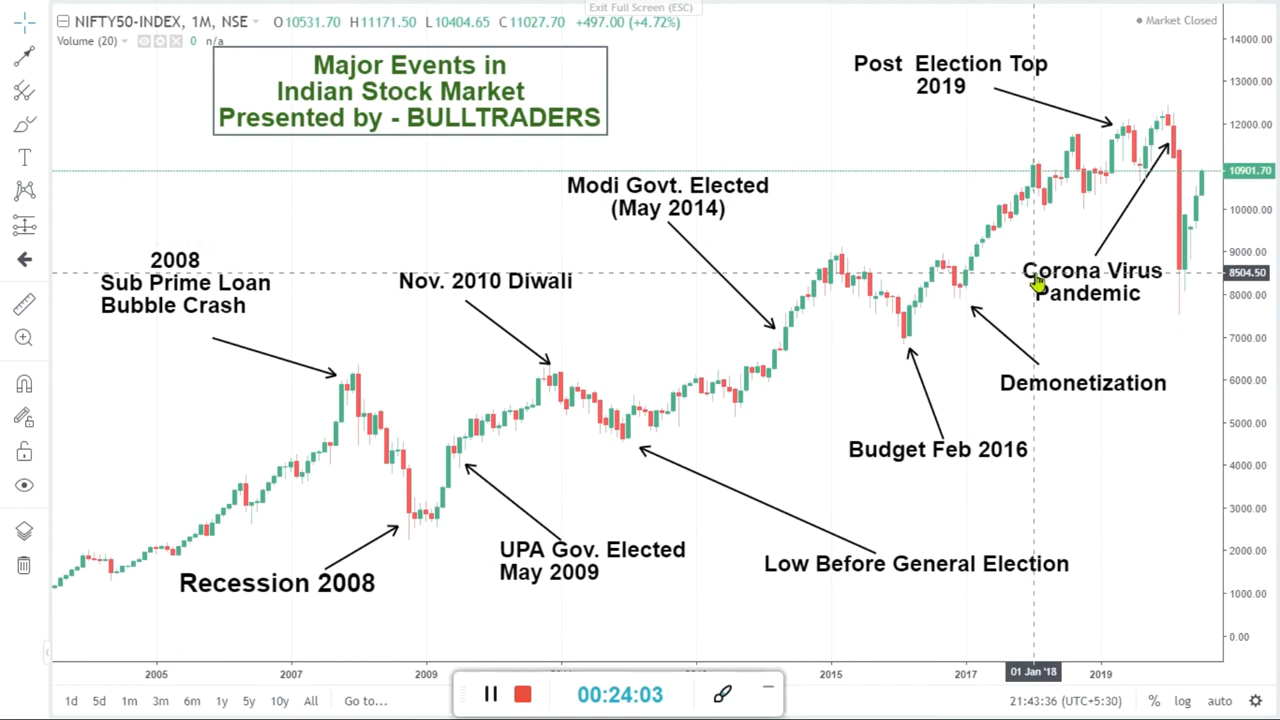 Exit Full Screen (ESC)
NIFTY50-INDEX, 1M, NSE O10531.70 H11171.50 L10404.65 C11027.70 +497.00 (+4.72%)
Market Closed
Volume (20) 0 n/a
Major Events in
Indian Stock Market
Presented by - BULLTRADERS
Post Election Top
2019
Modi Govt. Elected
(May 2014)
2008
Sub Prime Loan
Bubble Crash
Nov. 2010 Diwali
Corona Virus
Pandemic
Demonetization
Budget Feb 2016
UPA Gov. Elected
May 2009
Low Before General Election
Recession 2008
14000.00
13000.00
12000.00
10901.70
10000.00
9000.00
8504.50
8000.00
7000.00
6000.00
5000.00
4000.00
3000.00
2000.00
1000.00
0.00
2005 2007 2009 2015 2017 01 Jan '18 2019
1d 5d 1m 3m 6m 1y 5y 10y All Go to...
00:24:03
21:43:36 (UTC+5:30) % log auto